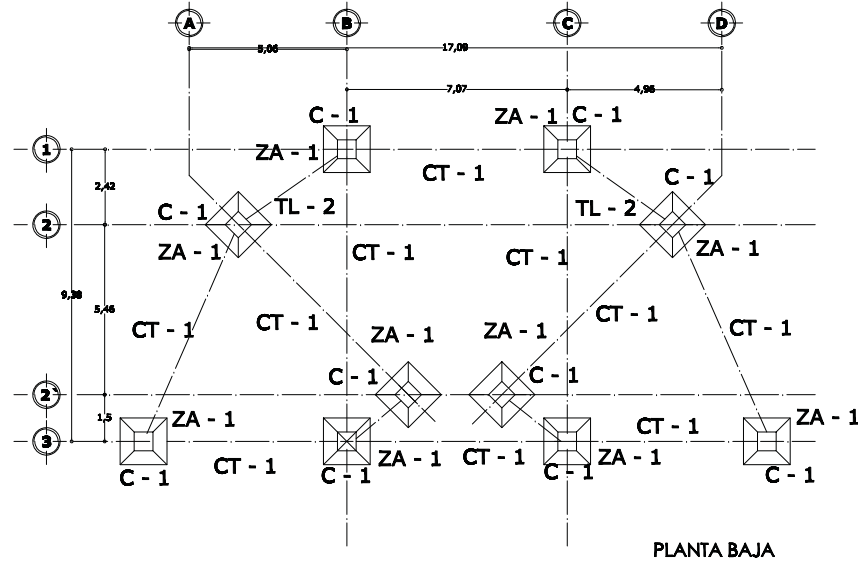 A B C D
5,06 17,09
7,07 4,96
C - 1 ZA - 1 C - 1
1 ZA - 1
CT - 1 C - 1
2,42
C - 1 TL - 2 TL - 2
2
ZA - 1 CT - 1 CT - 1 ZA - 1
9,38 5,46
CT - 1 CT - 1 ZA - 1 ZA - 1 CT - 1 CT - 1
C - 1 C - 1
2`
1,5 ZA - 1 CT - 1 ZA - 1
3
CT - 1 ZA - 1 CT - 1 ZA - 1
C - 1 C - 1 C - 1 C - 1
PLANTA BAJA